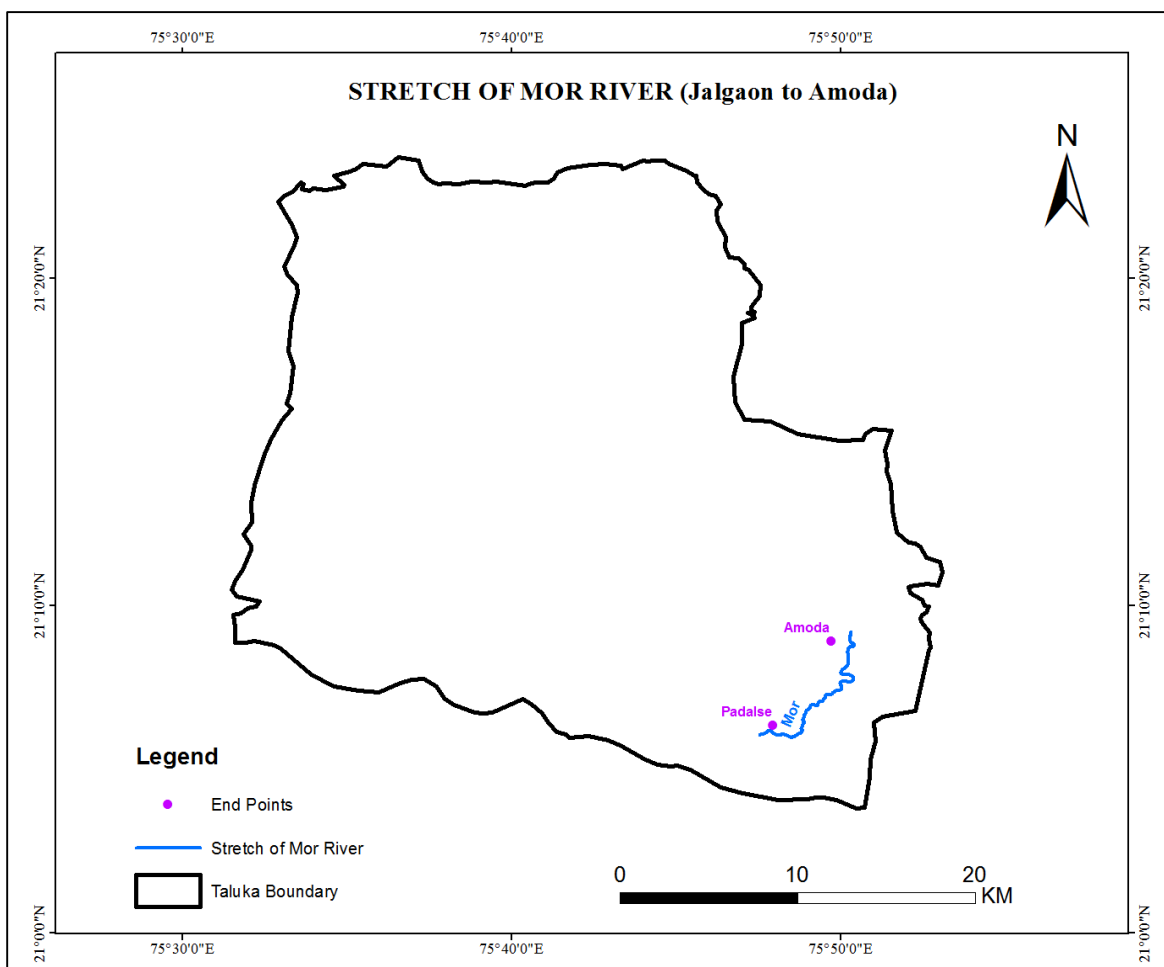 75°30'0"E 75°40'0"E 75°50'0"E
STRETCH OF MOR RIVER (Jalgaon to Amoda)
N
21°20'0"N 21°20'0"N
21°10'0"N 21°10'0"N
Amoda
Padalse
Mor
Legend
End Points
Stretch of Mor River
Taluka Boundary
0 10 20
KM
21°0'0"N 21°0'0"N
75°30'0"E 75°40'0"E 75°50'0"E